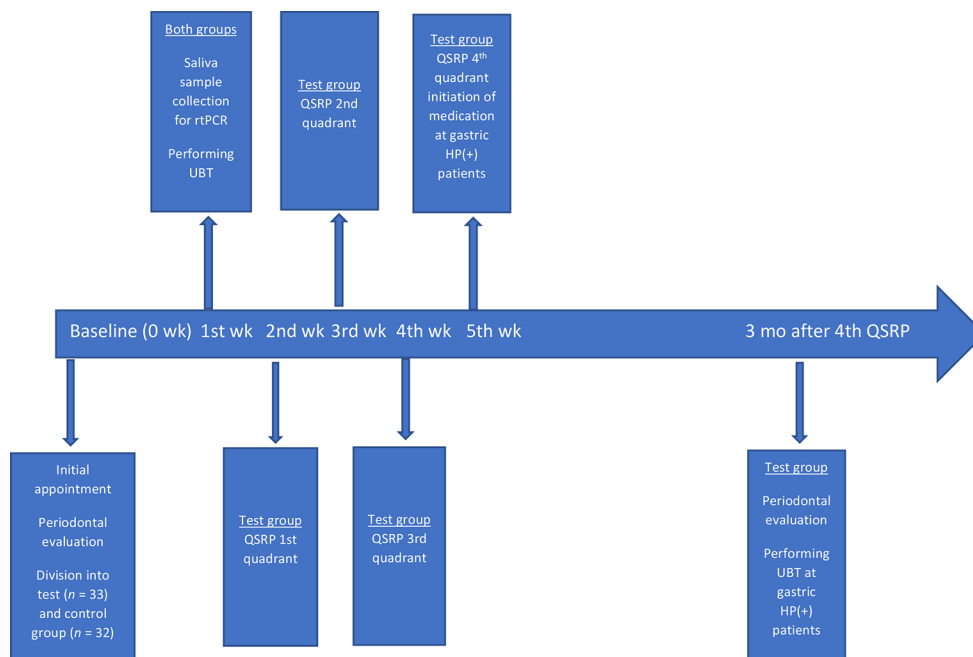 Both groups
Saliva
sample
collection
for rtPCR
Performing
UBT
Test group
QSRP 2nd
quadrant
Test group
QSRP 4th
quadrant
initiation of
medication
at gastric
HP(+)
patients
Baseline (0 wk) 1st wk 2nd wk 3rd wk 4th wk 5th wk 3 mo after 4th QSRP
Initial
appointment
Periodontal
evaluation
Division into
test (n = 33)
and control
group (n = 32)
Test group
QSRP 1st
quadrant
Test group
QSRP 3rd
quadrant
Test group
Periodontal
evaluation
Performing
UBT at
gastric
HP(+)
patients